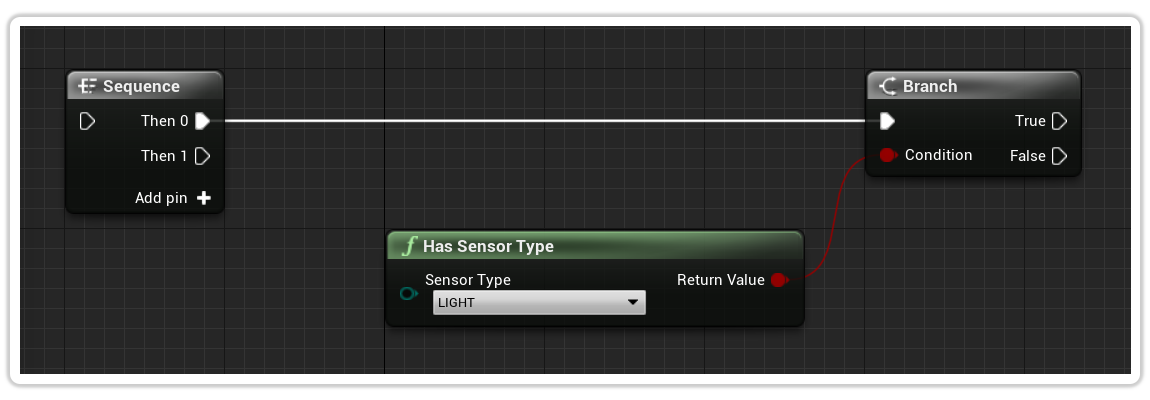 Sequence
Then 0
Then 1
Add pin
Branch
True
Condition
False
Has Sensor Type
Sensor Type
Return Value
LIGHT